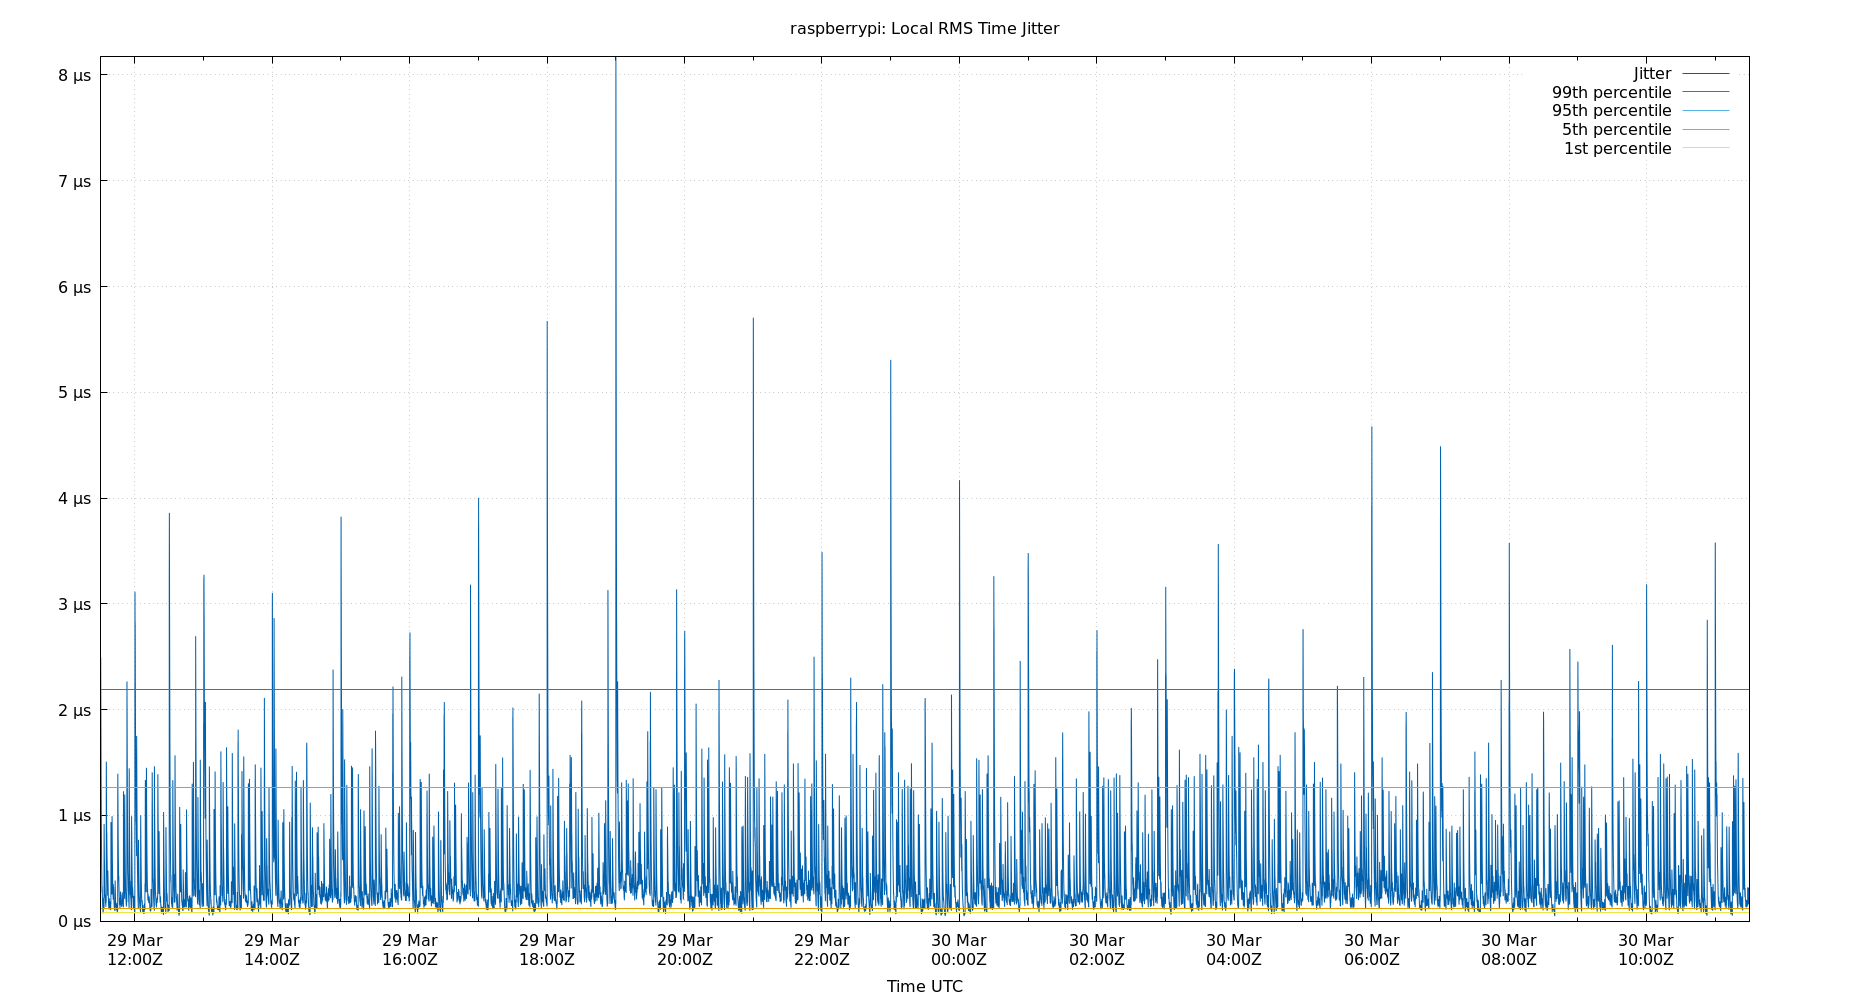 raspberrypi: Local RMS Time Jitter
8 µs
7 µs
6 µs
5 µs
4 µs
3 µs
2 µs
1 µs
0 µs
Jitter
99th percentile
95th percentile
5th percentile
1st percentile
29 Mar 29 Mar 29 Mar 29 Mar 29 Mar 29 Mar 30 Mar 30 Mar 30 Mar 30 Mar 30 Mar 30 Mar
12:00Z 14:00Z 16:00Z 18:00Z 20:00Z 22:00Z 00:00Z 02:00Z 04:00Z 06:00Z 08:00Z 10:00Z
Time UTC